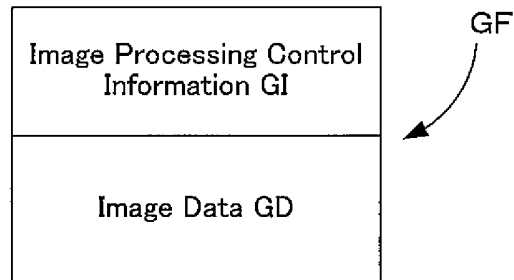 GF
Image Processing Control
Information GI
Image Data GD